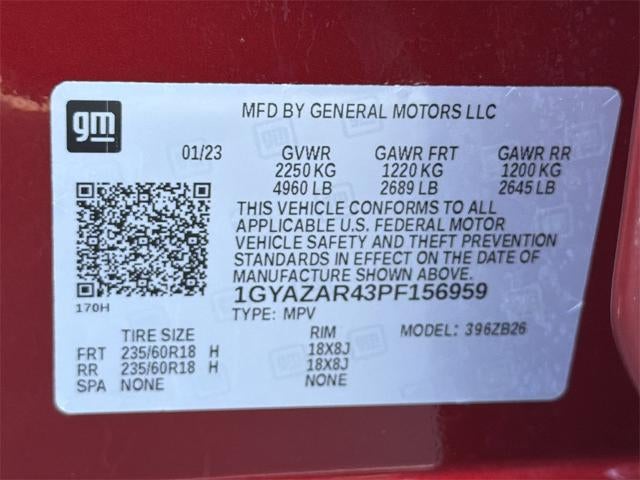 gm
MFD BY GENERAL MOTORS LLC
01/23 GVWR GAWR FRT GAWR RR
2250 KG 1220 KG 1200 KG
4960 LB 2689 LB 2645 LB
THIS VEHICLE CONFORMS TO ALL
APPLICABLE U.S. FEDERAL MOTOR
VEHICLE SAFETY AND THEFT PREVENTION
STANDARDS IN EFFECT ON THE DATE OF
MANUFACTURE SHOWN ABOVE.
1GYAZAR43PF156959
170H
TYPE: MPV
TIRE SIZE RIM MODEL: 396ZB26
FRT 235/60R18 H 18X8J
RR 235/60R18 H 18X8J
SPA NONE NONE